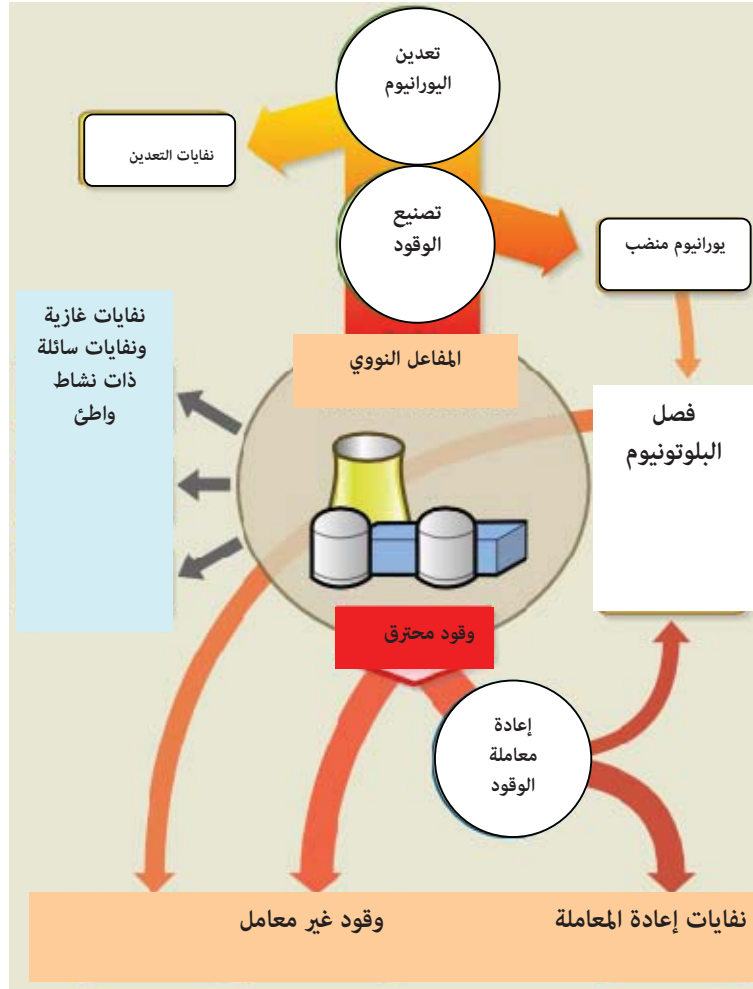 تعدين
اليورانيوم
نفايات التعدين
تصنيع
الوقود
يورانيوم منضب
نفايات غازية
ونفايات سائلة
ذات نشاط
واطئ
المفاعل النووي
فصل
البلوتونيوم
وقود محترق
إعادة
معاملة
الوقود
نفايات إعادة المعاملة
وقود غير معامل